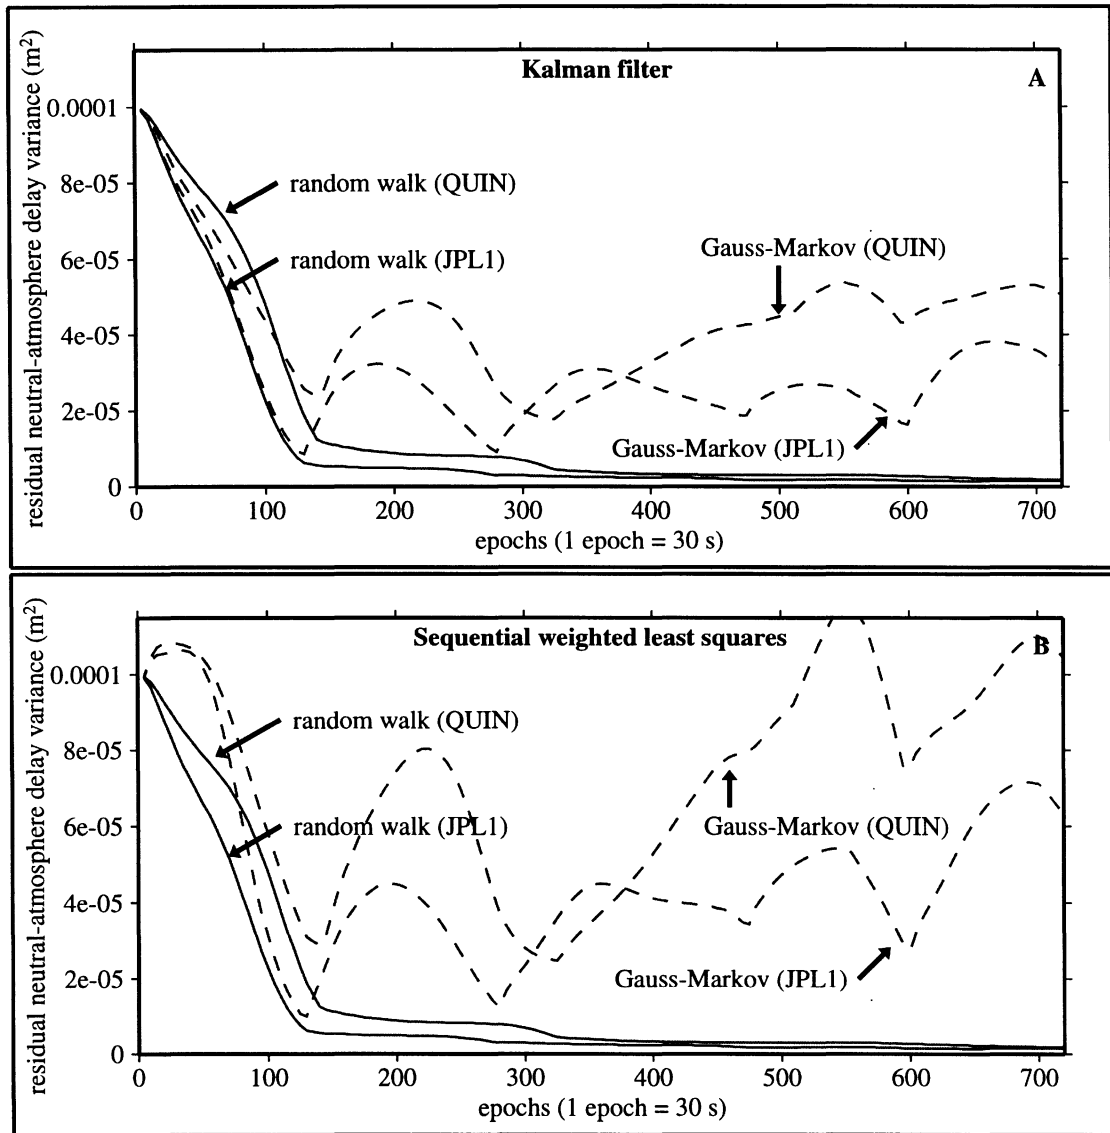 residual neutral-atmosphere delay variance (m²)
Kalman filter
A
0.0001
8e-05
6e-05
4e-05
2e-05
0
random walk (QUIN)
random walk (JPL1)
Gauss-Markov (QUIN)
Gauss-Markov (JPL1)
0 100 200 300 400 500 600 700
epochs (1 epoch = 30 s)
residual neutral-atmosphere delay variance (m²)
Sequential weighted least squares
B
0.0001
8e-05
6e-05
4e-05
2e-05
0
random walk (QUIN)
random walk (JPL1)
Gauss-Markov (QUIN)
Gauss-Markov (JPL1)
0 100 200 300 400 500 600 700
epochs (1 epoch = 30 s)